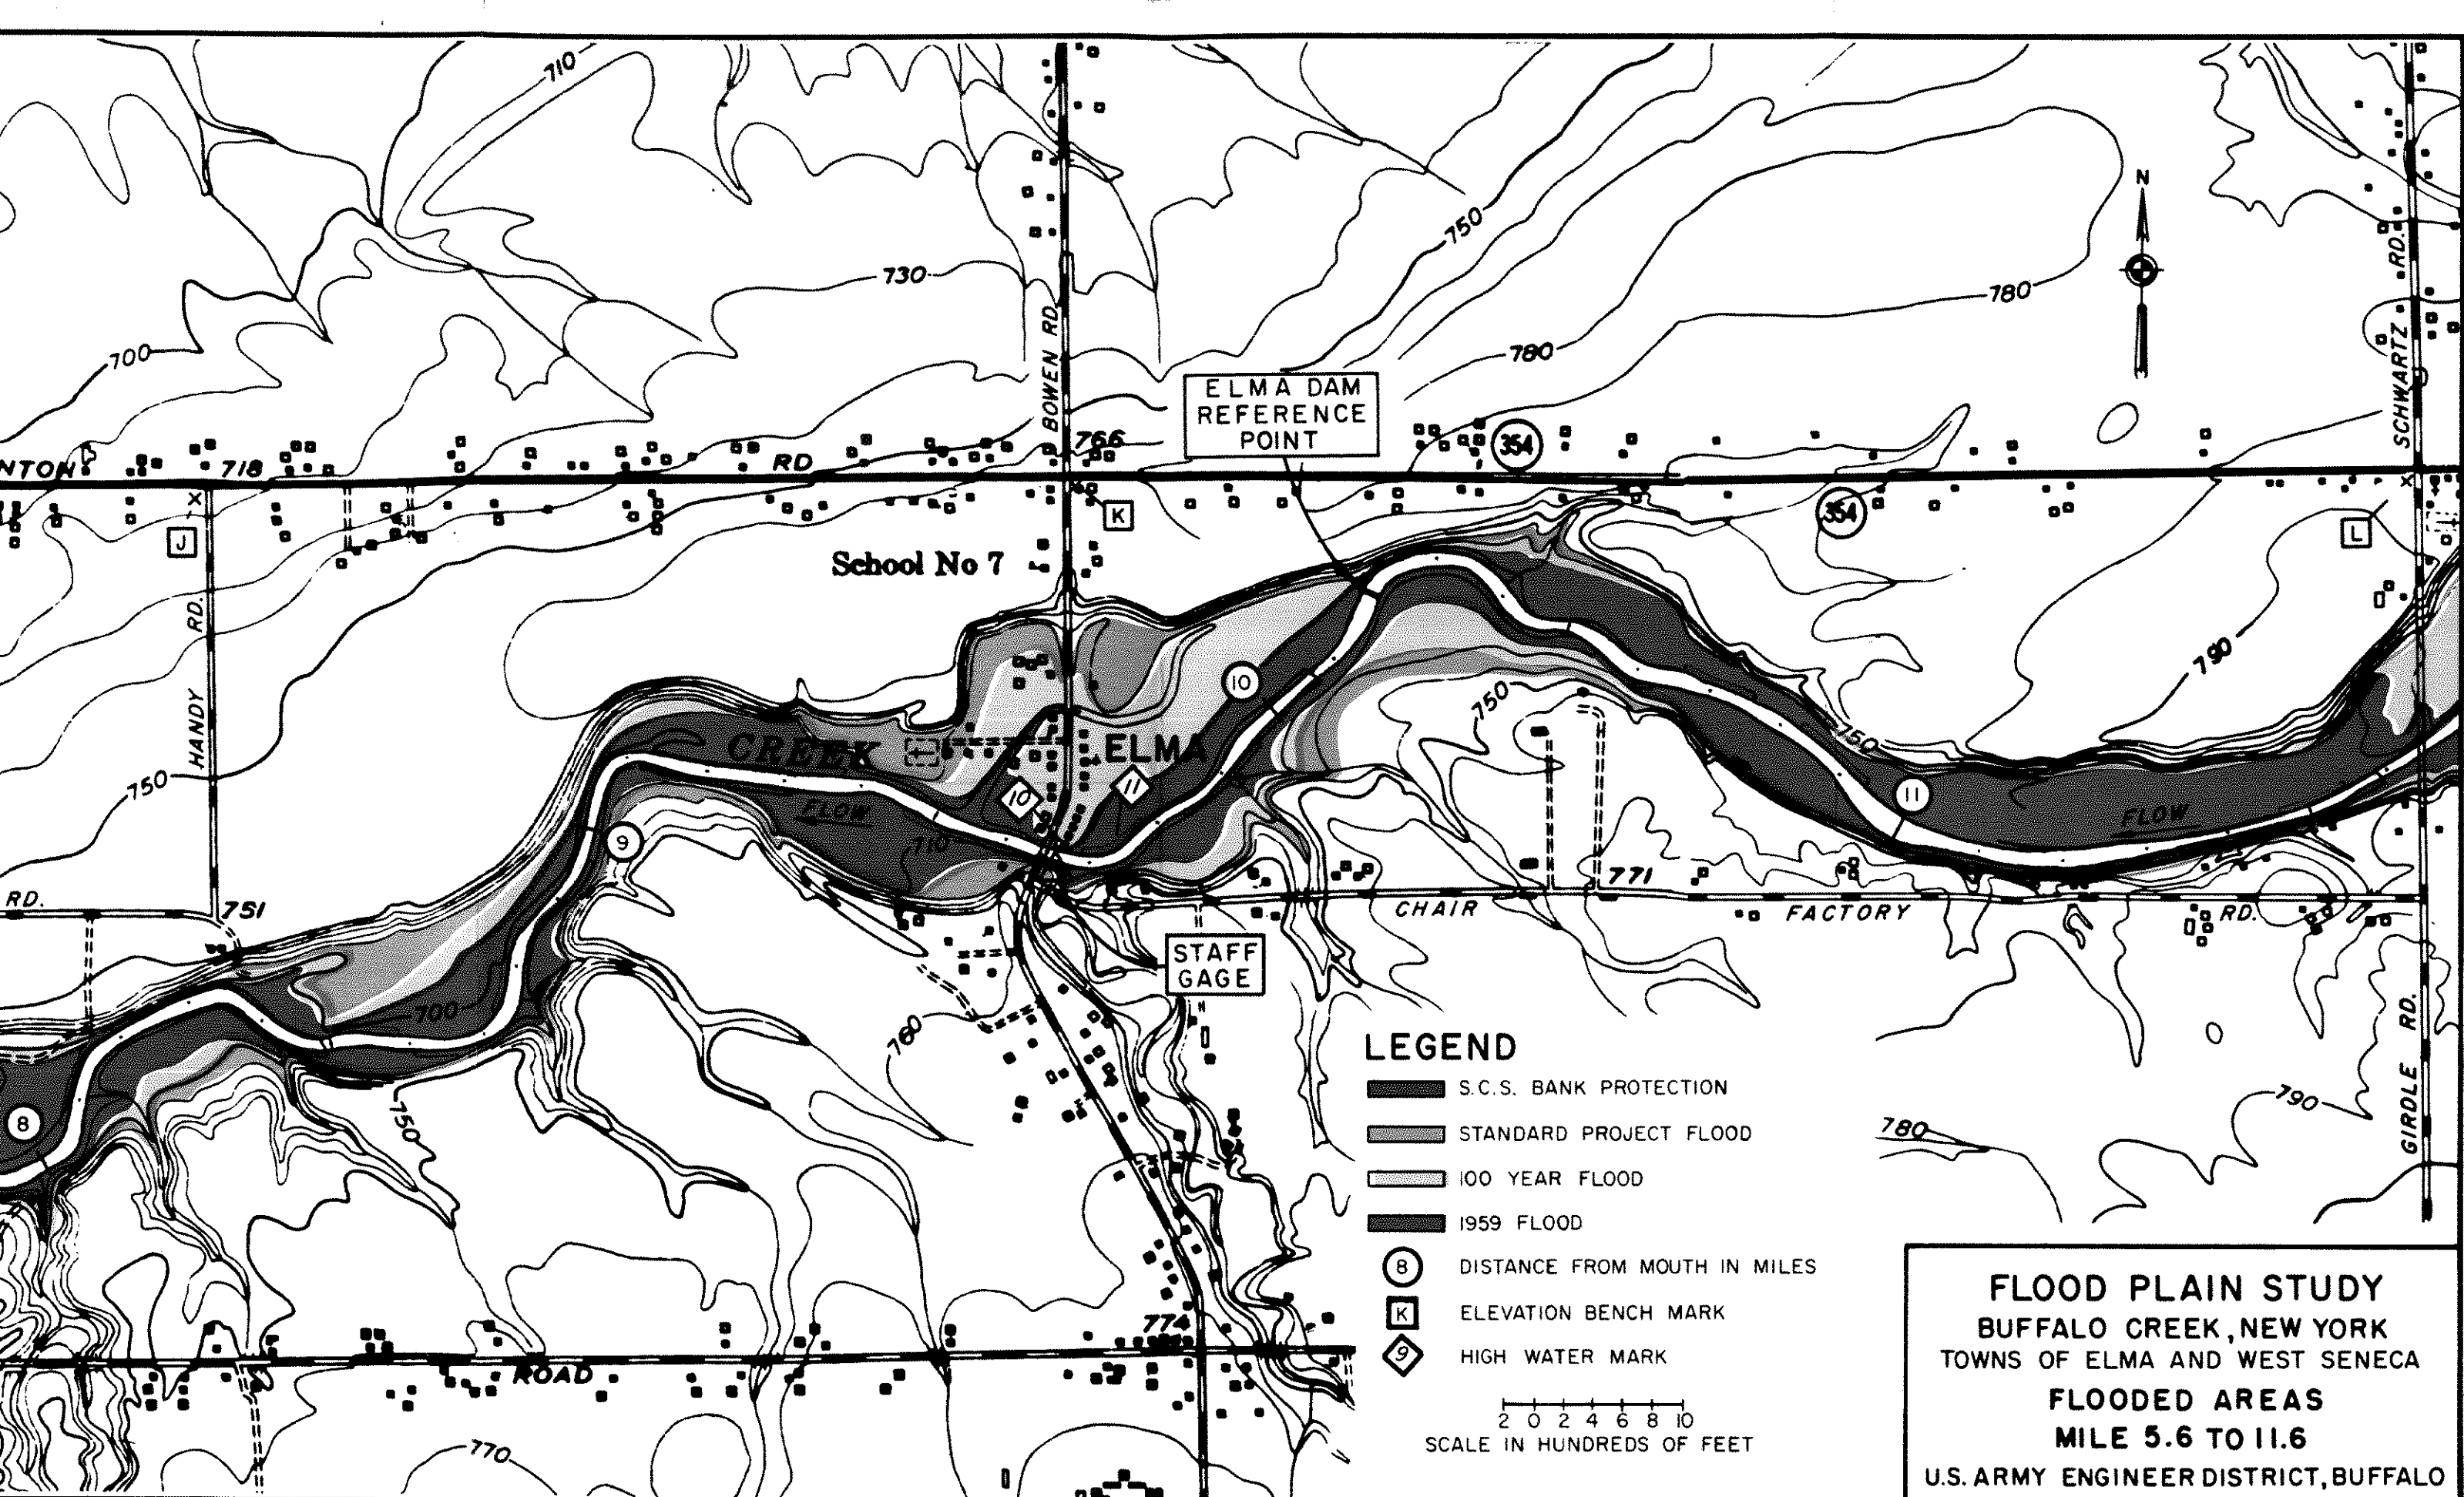 710
N
750
730
780
700
780
BOWEN RD.
SCHWARTZ RD.
ELMA DAM
REFERENCE
POINT
NTON
718
RD
766
354
354
J
K
L
School No 7
HANDY RD.
10
790
750
750
CREEK
ELMA
750
10
11
11
FLOW
FLOW
9
710
771
RD.
751
CHAIR FACTORY RD.
STAFF
GAGE
700
760
8
750
780
790
GIRDLE RD.
LEGEND
S.C.S. BANK PROTECTION
STANDARD PROJECT FLOOD
100 YEAR FLOOD
1959 FLOOD
8 DISTANCE FROM MOUTH IN MILES
K ELEVATION BENCH MARK
9 HIGH WATER MARK
2 0 2 4 6 8 10
SCALE IN HUNDREDS OF FEET
774
ROAD
770
FLOOD PLAIN STUDY
BUFFALO CREEK, NEW YORK
TOWNS OF ELMA AND WEST SENECA
FLOODED AREAS
MILE 5.6 TO 11.6
U.S. ARMY ENGINEER DISTRICT, BUFFALO